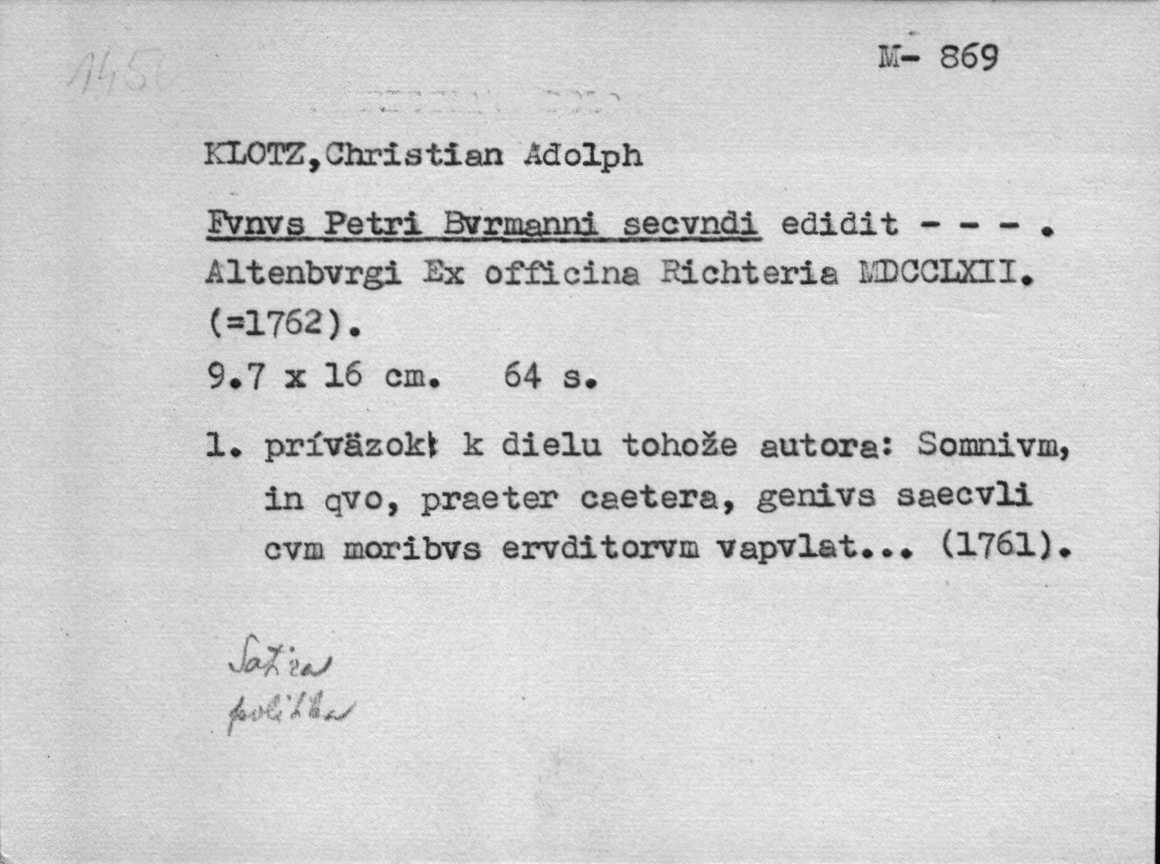 M- 869
KLOTZ,Christian Adolph
Fvnvs Petri Bvrmanni secvndi edidit - - - .
Altenbvrgi Ex officina Richteria MDCCLXII.
(=1762).
9.7 x 16 cm. 64 s.
1. príväzok k dielu tohože autora: Somnivm,
in qvo, praeter caetera, genivs saecvli
cvm moribvs ervditorvm vapvlat... (1761).
Satira
politika